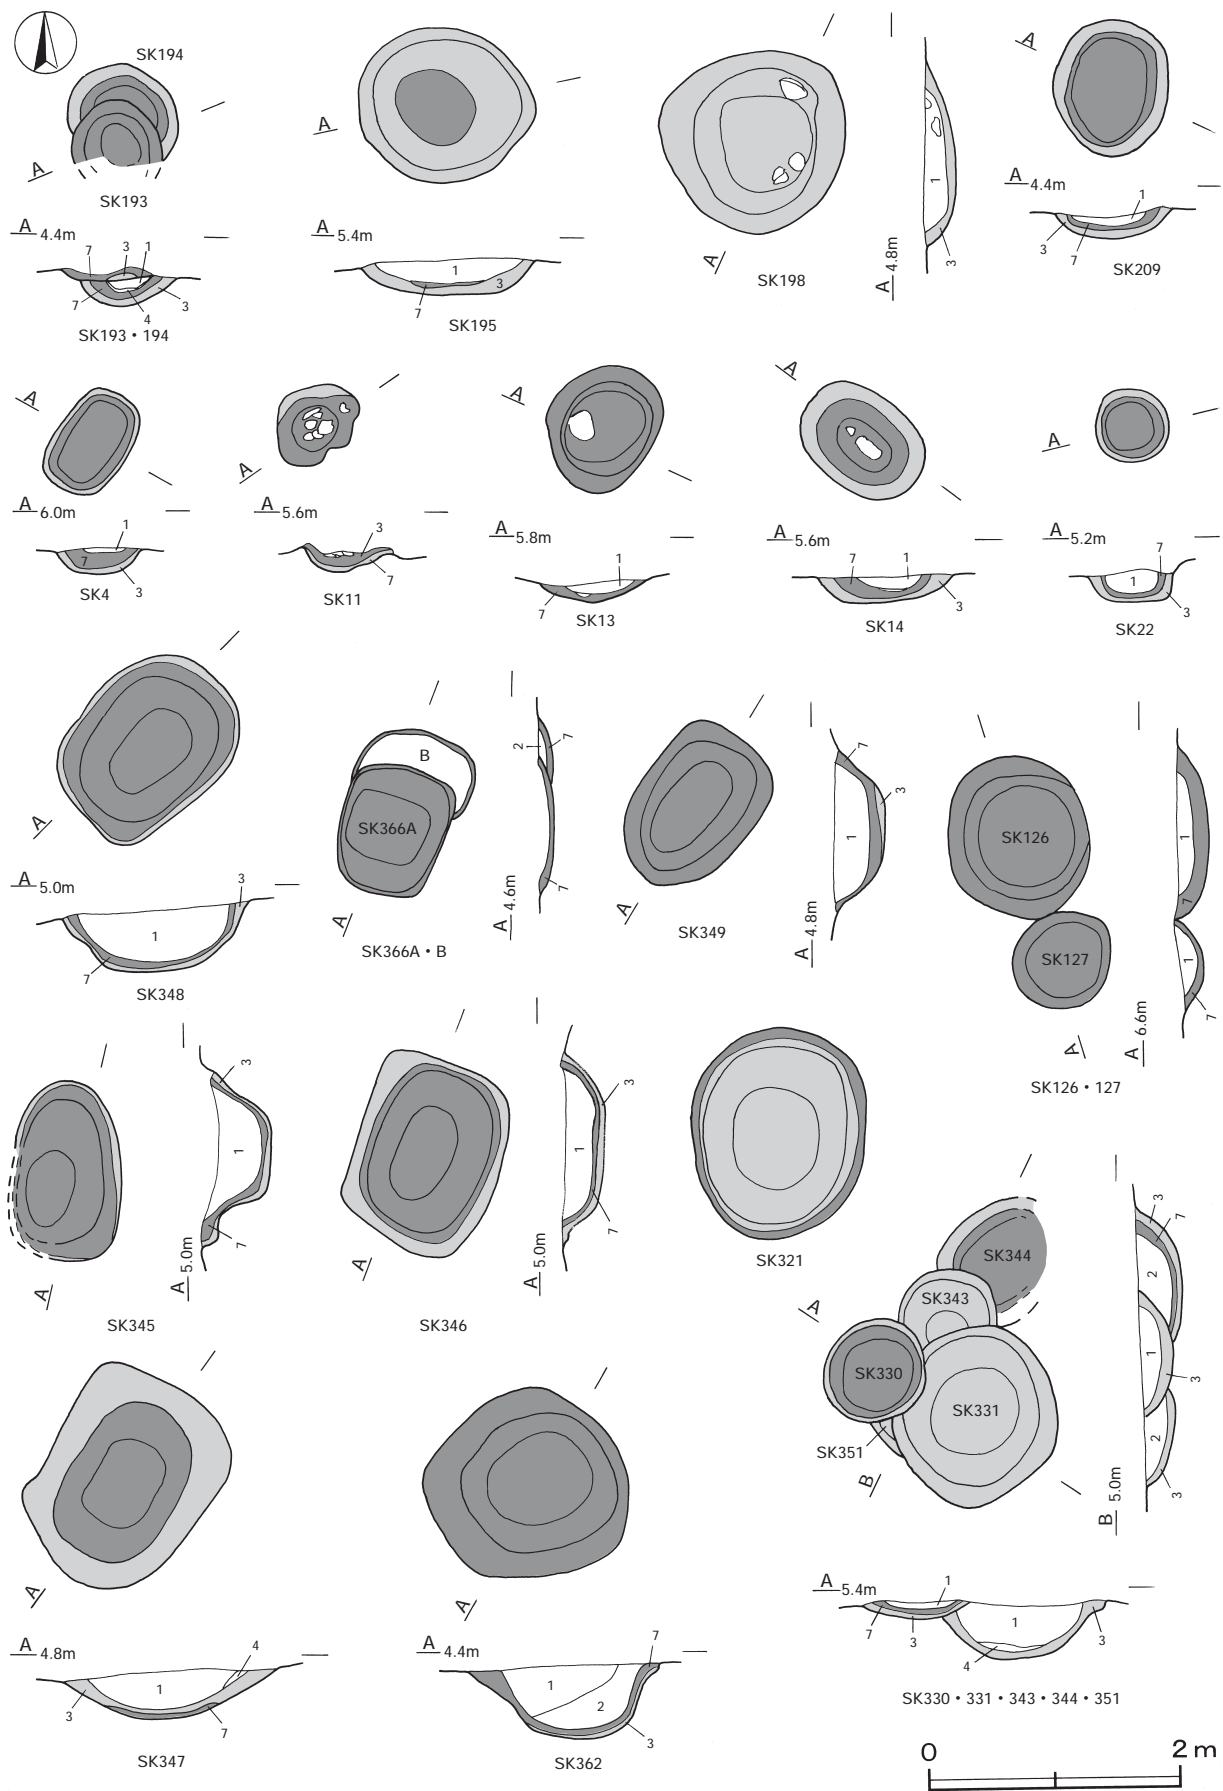 SK194
A
SK193
A 4.4m
7 3 1
7 4 3
SK193・194
A
A 5.4m
1
3
7
SK195
A
SK198
A 4.8m
1
3
A
A 4.4m
1
3
7
SK209
A
A 6.0m
1
7
3
SK4
A
A 5.6m
3
7
SK11
A
A 5.8m
1
7
SK13
A
A 5.6m
7 1
3
SK14
A
A 5.2m
7
1
3
SK22
A
A 5.0m
3
1
7
SK348
B
SK366A
A
SK366A・B
A 4.6m
2
7
7
A
SK349
A 4.8m
7
3
1
SK126
SK127
A
A 6.6m
1
7
1
7
SK126・127
A
SK345
A 5.0m
3
1
7
A
SK346
A 5.0m
3
1
7
SK321
SK344
SK343
A
SK330
SK331
SK351
B
B 5.0m
3
7
2
1
3
2
3
A 5.4m
1
7
3
1
4
3
SK330・331・343・344・351
A
A 4.8m
4
1
3
7
SK347
A
A 4.4m
7
1
2
3
SK362
0 2 m